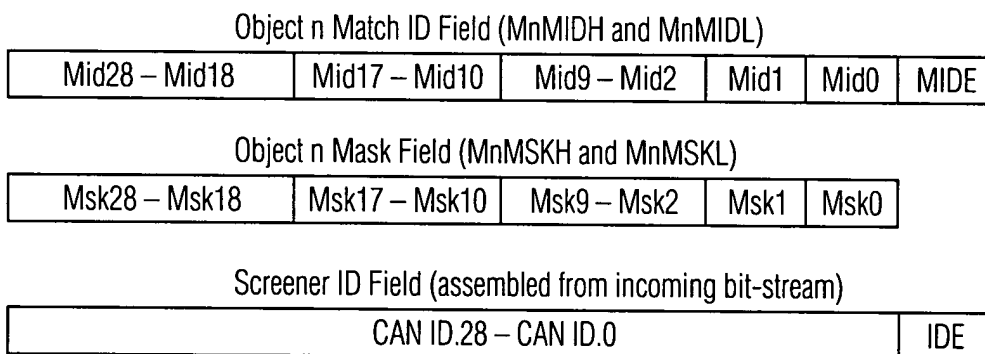 Object n Match ID Field (MnMIDH and MnMIDL)
Mid28 – Mid18 Mid17 – Mid10 Mid9 – Mid2 Mid1 Mid0 MIDE
Object n Mask Field (MnMSKH and MnMSKL)
Msk28 – Msk18 Msk17 – Msk10 Msk9 – Msk2 Msk1 Msk0
Screener ID Field (assembled from incoming bit-stream)
CAN ID.28 – CAN ID.0 IDE